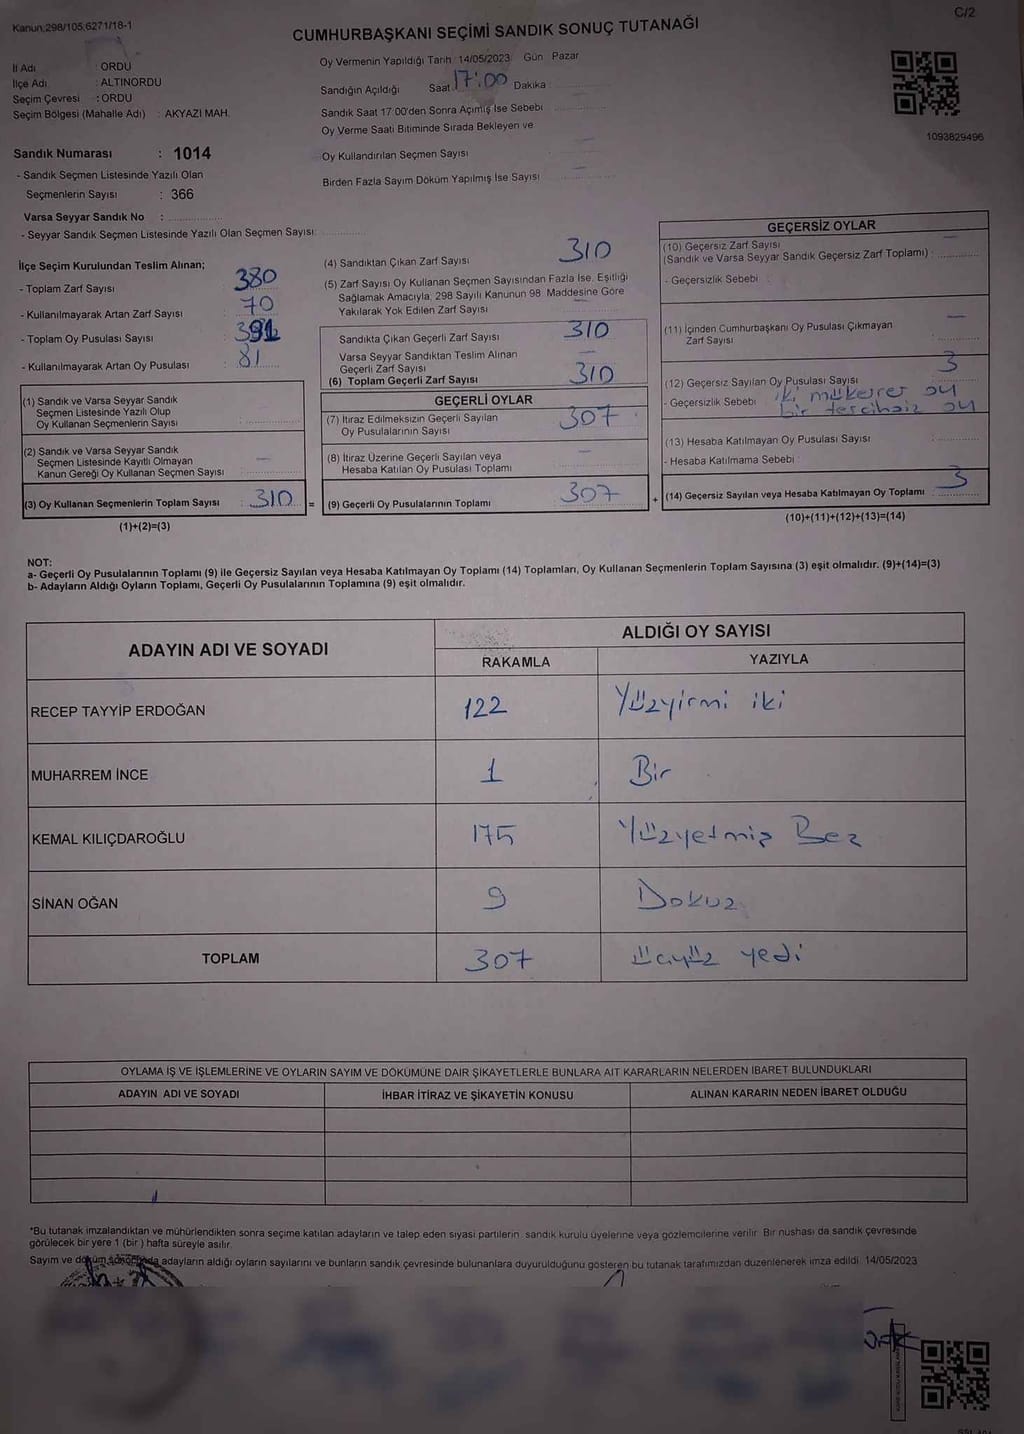 Kanun.298/105.6271/18-1
C/2
CUMHURBAŞKANI SEÇİMİ SANDIK SONUÇ TUTANAĞI
İl Adı : ORDU
İlçe Adı : ALTINORDU
Seçim Çevresi : ORDU
Seçim Bölgesi (Mahalle Adı) : AKYAZI MAH.
Oy Vermenin Yapıldığı Tarih 14/05/2023 Gün Pazar
Sandığın Açıldığı Saat 17:00 Dakika
Sandık Saat 17:00'den Sonra Açımış İse Sebebi
Oy Verme Saati Bitiminde Sırada Bekleyen ve
Oy Kullandırılan Seçmen Sayısı
Birden Fazla Sayım Döküm Yapılmış İse Sayısı
1093829496
Sandık Numarası : 1014
- Sandık Seçmen Listesinde Yazılı Olan
Seçmenlerin Sayısı : 366
Varsa Seyyar Sandık No :
- Seyyar Sandık Seçmen Listesinde Yazılı Olan Seçmen Sayısı:
İlçe Seçim Kurulundan Teslim Alınan;
- Toplam Zarf Sayısı : 380
- Kullanılmayarak Artan Zarf Sayısı : 70
- Toplam Oy Pusulası Sayısı : 391
- Kullanılmayarak Artan Oy Pusulası : 81
(1) Sandık ve Varsa Seyyar Sandık
Seçmen Listesinde Yazılı Olup
Oy Kullanan Seçmenlerin Sayısı
(2) Sandık ve Varsa Seyyar Sandık
Seçmen Listesinde Kayıtlı Olmayan
Kanun Gereği Oy Kullanan Seçmen Sayısı —
(3) Oy Kullanan Seçmenlerin Toplam Sayısı 310 =
(1)+(2)=(3)
(4) Sandıktan Çıkan Zarf Sayısı 310
(5) Zarf Sayısı Oy Kullanan Seçmen Sayısından Fazla İse, Eşitliği
Sağlamak Amacıyla, 298 Sayılı Kanunun 98. Maddesine Göre
Yakılarak Yok Edilen Zarf Sayısı —
Sandıkta Çıkan Geçerli Zarf Sayısı 310
Varsa Seyyar Sandıktan Teslim Alınan
Geçerli Zarf Sayısı —
(6) Toplam Geçerli Zarf Sayısı 310
GEÇERLİ OYLAR
(7) İtiraz Edilmeksizin Geçerli Sayılan
Oy Pusulalarının Sayısı 307
(8) İtiraz Üzerine Geçerli Sayılan veya
Hesaba Katılan Oy Pusulası Toplamı —
(9) Geçerli Oy Pusulalarının Toplamı 307 +
GEÇERSİZ OYLAR
(10) Geçersiz Zarf Sayısı —
(Sandık ve Varsa Seyyar Sandık Geçersiz Zarf Toplamı) :
- Geçersizlik Sebebi :
(11) İçinden Cumhurbaşkanı Oy Pusulası Çıkmayan —
Zarf Sayısı
(12) Geçersiz Sayılan Oy Pusulası Sayısı 3
- Geçersizlik Sebebi iki mükerrer oy
bir tercihsiz oy
(13) Hesaba Katılmayan Oy Pusulası Sayısı
- Hesaba Katılmama Sebebi :
(14) Geçersiz Sayılan veya Hesaba Katılmayan Oy Toplamı 3
(10)+(11)+(12)+(13)=(14)
NOT:
a- Geçerli Oy Pusulalarının Toplamı (9) ile Geçersiz Sayılan veya Hesaba Katılmayan Oy Toplamı (14) Toplamları, Oy Kullanan Seçmenlerin Toplam Sayısına (3) eşit olmalıdır. (9)+(14)=(3)
b- Adayların Aldığı Oyların Toplamı, Geçerli Oy Pusulalarının Toplamına (9) eşit olmalıdır.
ADAYIN ADI VE SOYADI
ALDIĞI OY SAYISI
RAKAMLA YAZIYLA
RECEP TAYYİP ERDOĞAN 122 Yüzyirmi iki
MUHARREM İNCE 1 Bir
KEMAL KILIÇDAROĞLU 175 Yüzyetmiş Beş
SİNAN OĞAN 9 Dokuz
TOPLAM 307 üçyüz yedi
OYLAMA İŞ VE İŞLEMLERİNE VE OYLARIN SAYIM VE DÖKÜMÜNE DAİR ŞİKAYETLERLE BUNLARA AİT KARARLARIN NELERDEN İBARET BULUNDUKLARI
ADAYIN ADI VE SOYADI İHBAR İTİRAZ VE ŞİKAYETİN KONUSU ALINAN KARARIN NEDEN İBARET OLDUĞU
*Bu tutanak imzalandıktan ve mühürlendikten sonra seçime katılan adayların ve talep eden siyasi partilerin sandık kurulu üyelerine veya gözlemcilerine verilir. Bir nushası da sandık çevresinde
görülecek bir yere 1 (bir) hafta süreyle asılır.
Sayım ve döküm sonunda adayların aldığı oyların sayılarını ve bunların sandık çevresinde bulunanlara duyurulduğunu gösteren bu tutanak tarafımızdan düzenlenerek imza edildi. 14/05/2023